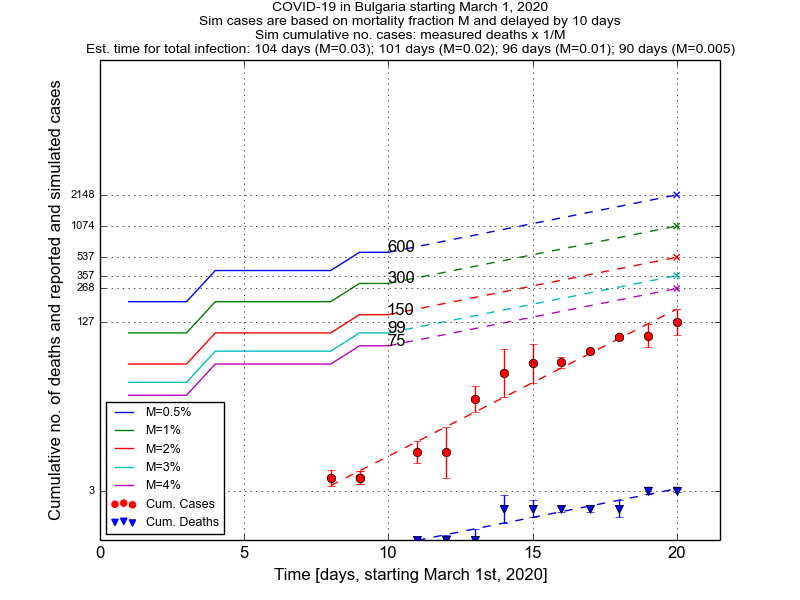 COVID-19 in Bulgaria starting March 1, 2020
Sim cases are based on mortality fraction M and delayed by 10 days
Sim cumulative no. cases: measured deaths x 1/M
Est. time for total infection: 104 days (M=0.03); 101 days (M=0.02); 96 days (M=0.01); 90 days (M=0.005)
Cumulative no. of deaths and reported and simulated cases
2148
1074
537
357
268
127
3
600
300
150
99
75
M=0.5%
M=1%
M=2%
M=3%
M=4%
Cum. Cases
Cum. Deaths
0 5 10 15 20
Time [days, starting March 1st, 2020]